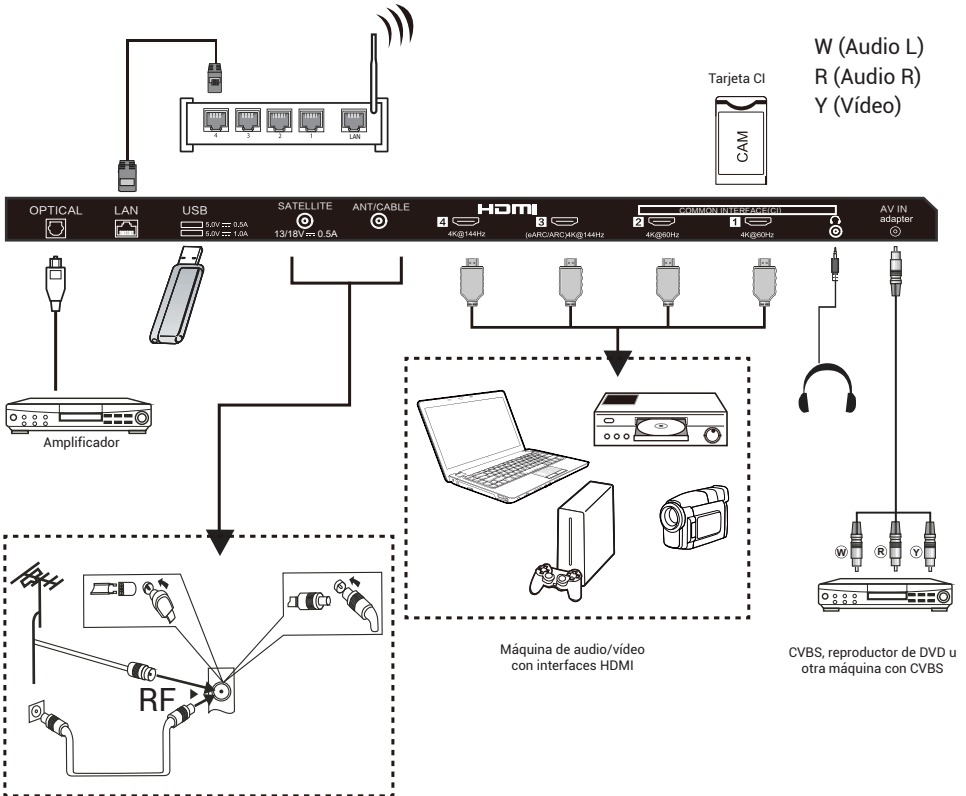 W (Audio L)
R (Audio R)
Y (Vídeo)
Tarjeta CI
CAM
4 3 2 1 LAN
OPTICAL
LAN
USB
5.0V 0.5A
5.0V 1.0A
SATELLITE
13/18V 0.5A
ANT/CABLE
HDMI
4
4K@144Hz
3
(eARC/ARC)4K@144Hz
COMMON INTERFACE(CI)
2
4K@60Hz
1
4K@60Hz
AV IN
adapter
Amplificador
RF
Máquina de audio/vídeo
con interfaces HDMI
W R Y
CVBS, reproductor de DVD u
otra máquina con CVBS